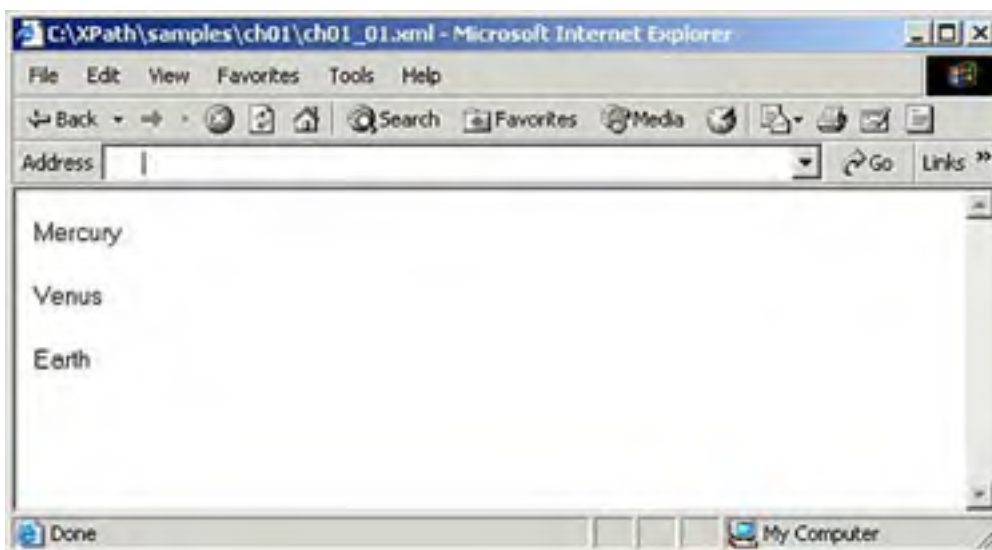 C:\XPath\samples\ch01\ch01_01.xml - Microsoft Internet Explorer
File Edit View Favorites Tools Help
Back Search Favorites Media
Address Go Links »
Mercury
Venus
Earth
Done My Computer